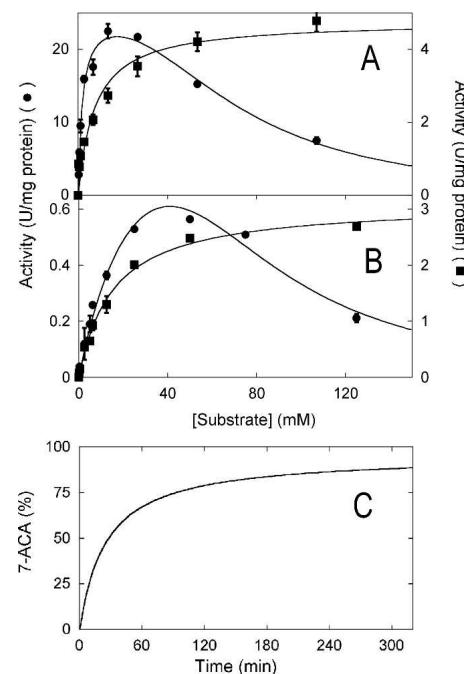 Activity (U/mg protein) (●)
20
10
0
A
4
2
0
Activity
(U/mg protein) (■)
0.6
0.4
0.2
0
B
3
2
1
0
0 40 80 120
[Substrate] (mM)
7-ACA (%)
100
75
50
25
0
C
0 60 120 180 240 300
Time (min)